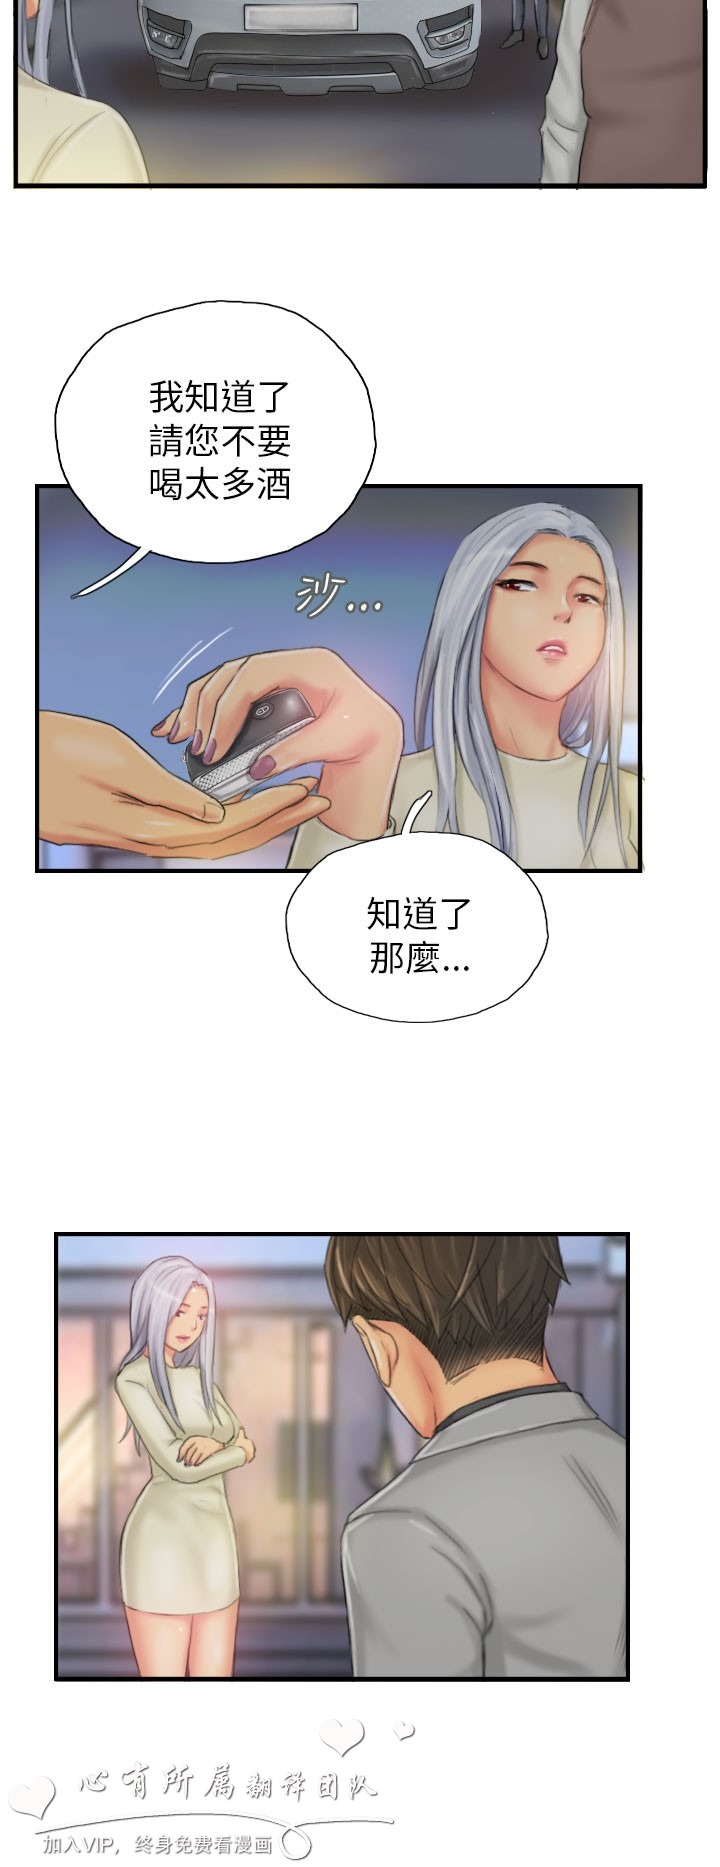 我知道了
請您不要
喝太多酒
沙...
知道了
那麼...
心有所属翻译团队
加入VIP，终身免费看漫画